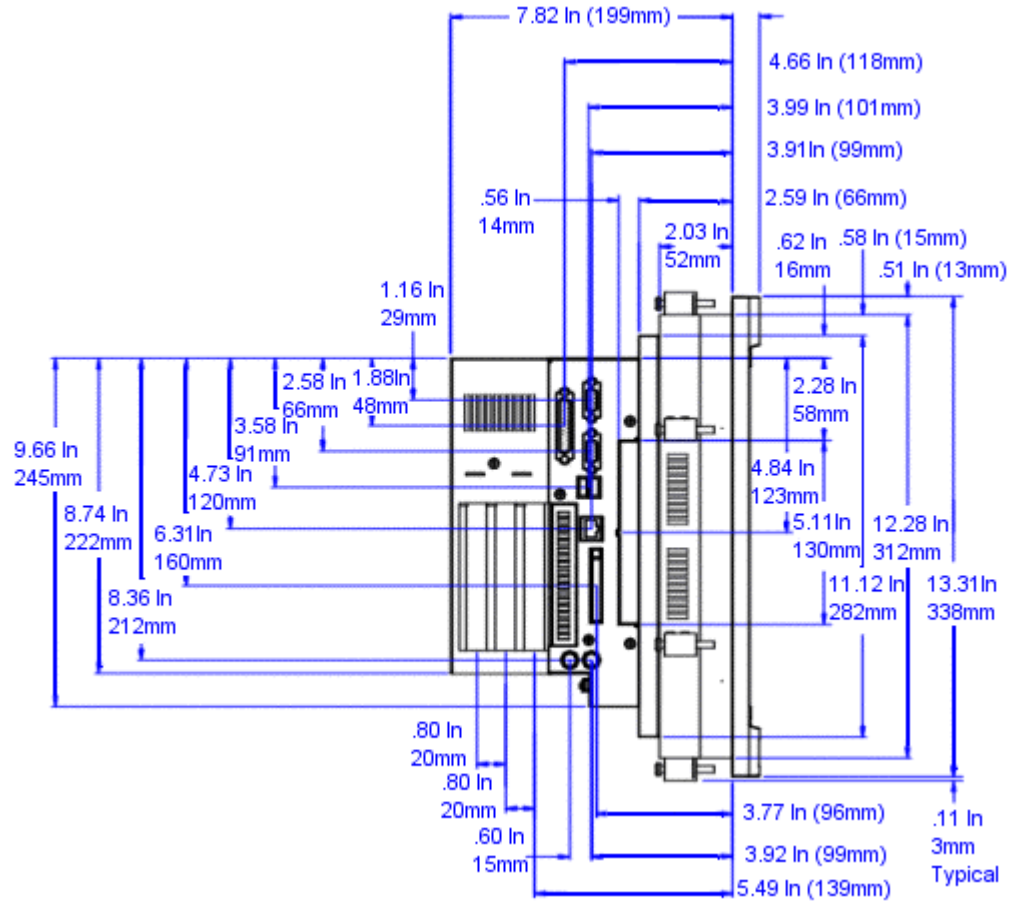 7.82 In (199mm)
4.66 In (118mm)
3.99 In (101mm)
3.91In (99mm)
.56 In
14mm
2.59 In (66mm)
2.03 In
52mm
.62 In
16mm
.58 In (15mm)
.51 In (13mm)
1.16 In
29mm
2.58 In
66mm
1.88In
48mm
2.28 In
58mm
3.58 In
91mm
9.66 In
245mm
4.73 In
120mm
4.84 In
123mm
8.74 In
222mm
6.31 In
160mm
5.11In
130mm
12.28 In
312mm
8.36 In
212mm
11.12 In
282mm
13.31In
338mm
.80 In
20mm
.80 In
20mm
.60 In
15mm
3.77 In (96mm)
3.92 In (99mm)
5.49 In (139mm)
.11 In
3mm
Typical